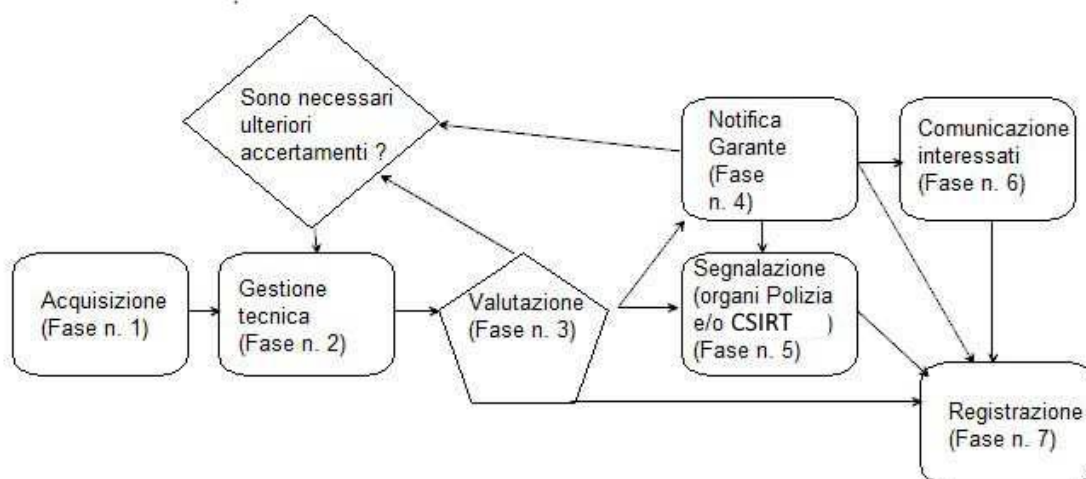 Sono necessari
ulteriori
accertamenti ?
Notifica
Garante
(Fase
n. 4)
Comunicazione
interessati
(Fase n. 6)
Acquisizione
(Fase n. 1)
Gestione
tecnica
(Fase n. 2)
Valutazione
(Fase n. 3)
Segnalazione
(organi Polizia
e/o CSIRT )
(Fase n. 5)
Registrazione
(Fase n. 7)